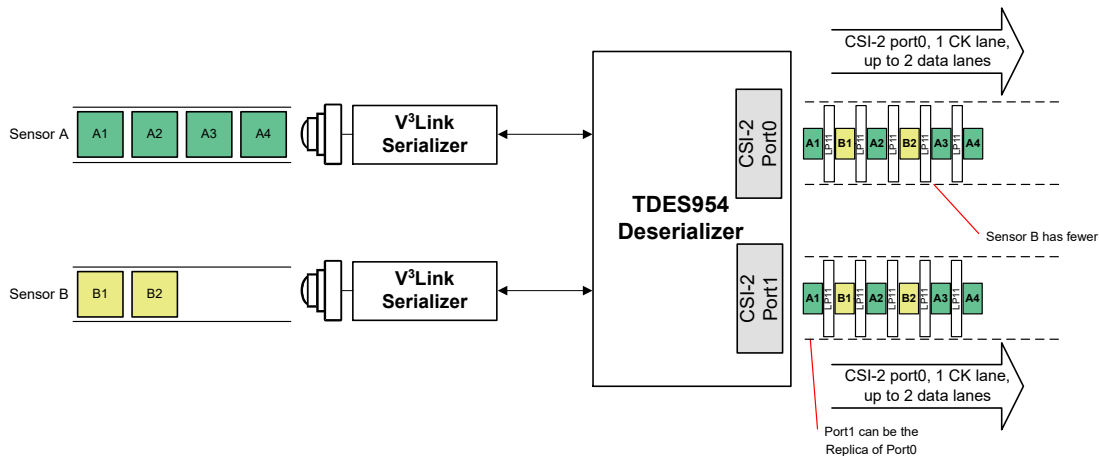 CSI-2 port0, 1 CK lane,
up to 2 data lanes
Sensor A
A1 A2 A3 A4
V³Link
Serializer
CSI-2
Port0
A1 LP11 B1 LP11 A2 LP11 B2 LP11 A3 LP11 A4
TDES954
Deserializer
Sensor B has fewer
Sensor B
B1 B2
V³Link
Serializer
CSI-2
Port1
A1 LP11 B1 LP11 A2 LP11 B2 LP11 A3 LP11 A4
CSI-2 port0, 1 CK lane,
up to 2 data lanes
Port1 can be the
Replica of Port0